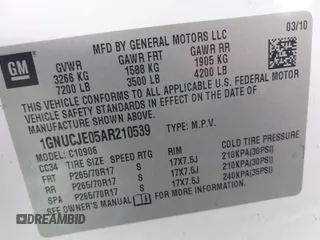 GM
MFD BY GENERAL MOTORS LLC 03/10
GVWR GAWR FRT GAWR RR
3266 KG 1588 KG 1905 KG
7200 LB 3500 LB 4200 LB
THIS VEHICLE CONFORMS TO ALL APPLICABLE U.S. FEDERAL MOTOR
VEHICLE SAFETY STANDARDS IN EFFECT ON THE DATE OF
MANUFACTURE SHOWN ABOVE.
1GNUCJE05AR210539 TYPE: M.P.V.
MODEL: C10906
CC34 TIRE SIZE SPEED RTG RIM COLD TIRE PRESSURE
FRT P265/70R17 S 17X7.5J 210KPA(30PSI)
RR P265/70R17 S 17X7.5J 210KPA(30PSI)
SPA P265/70R17 S 17X7.5J 240KPA(35PSI)
SEE OWNER'S MANUAL FOR ADDITIONAL INFORMATION
DREAMBID